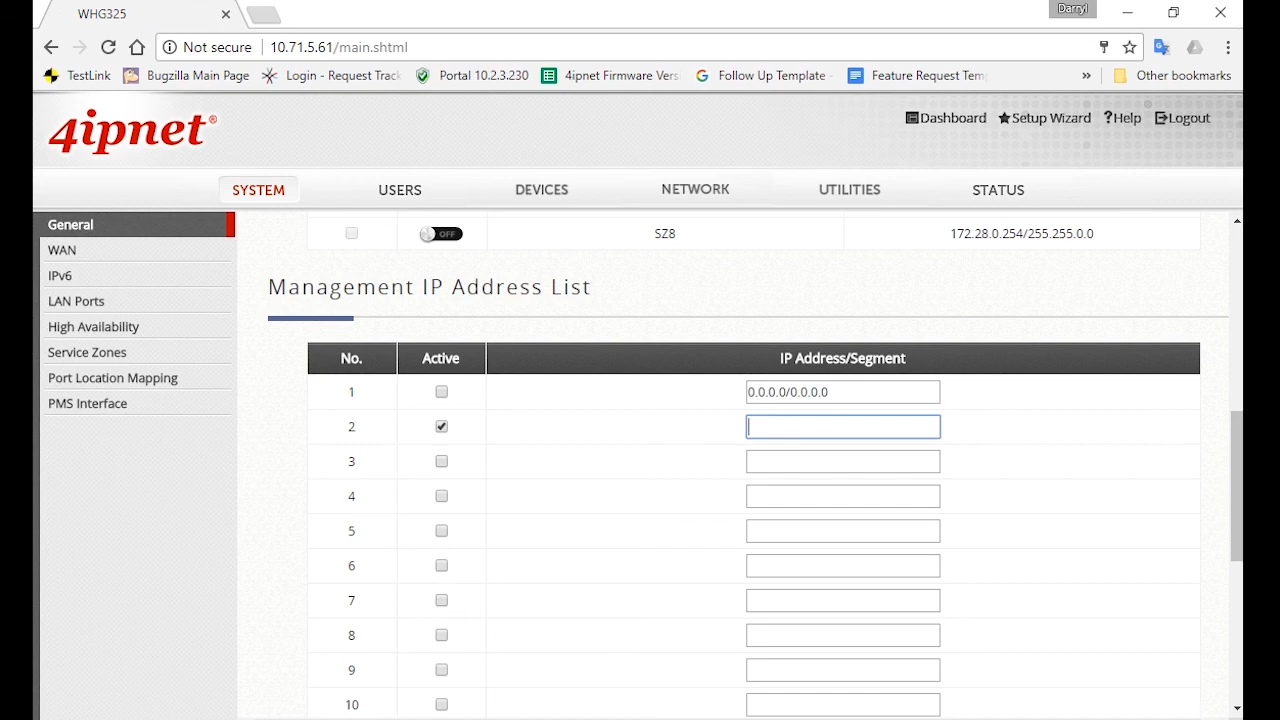 WHG325
Darryl
Not secure 10.71.5.61/main.shtml
TestLink Bugzilla Main Page Login - Request Track Portal 10.2.3.230 4ipnet Firmware Vers Follow Up Template - Feature Request Tem » Other bookmarks
4ipnet®
Dashboard Setup Wizard ?Help Logout
SYSTEM USERS DEVICES NETWORK UTILITIES STATUS
General
WAN
IPv6
LAN Ports
High Availability
Service Zones
Port Location Mapping
PMS Interface
OFF SZ8 172.28.0.254/255.255.0.0
Management IP Address List
No. Active IP Address/Segment
1 0.0.0.0/0.0.0.0
2
3
4
5
6
7
8
9
10